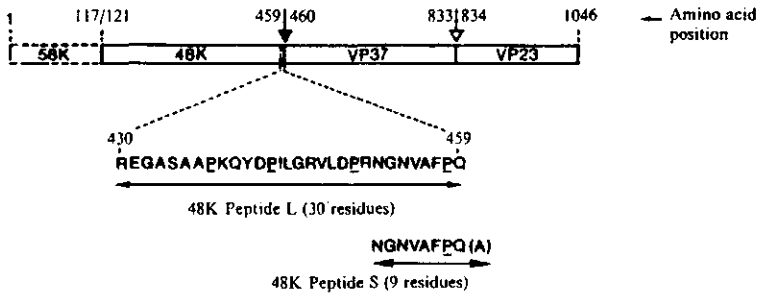 1 117/121 459 460 833 834 1046 ← Amino acid
position
58K 48K VP37 VP23
430 459
REGASAAPKQYDPILGRVLDPRNGNVAFPQ
48K Peptide L (30 residues)
NGNVAFPQ(A)
48K Peptide S (9 residues)